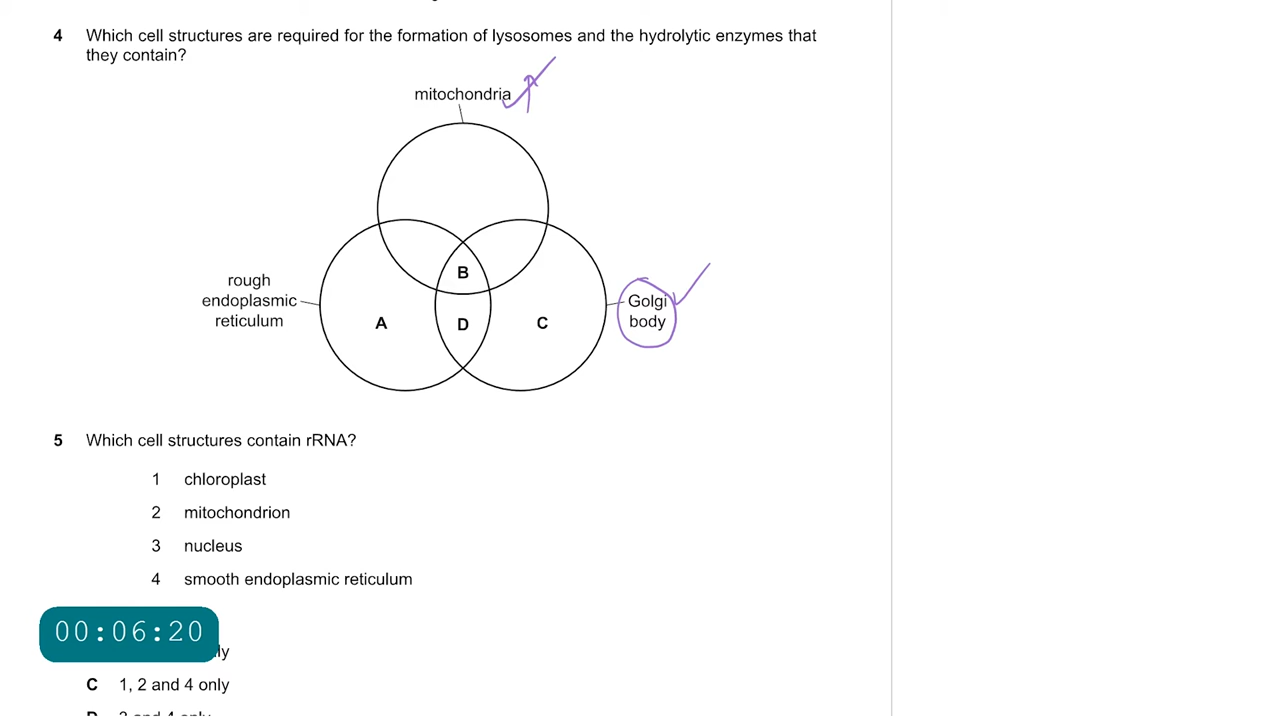 4 Which cell structures are required for the formation of lysosomes and the hydrolytic enzymes that
they contain?
mitochondria
B
rough
endoplasmic
reticulum
Golgi
body
A
D
C
5 Which cell structures contain rRNA?
1 chloroplast
2 mitochondrion
3 nucleus
4 smooth endoplasmic reticulum
00:06:20
C 1, 2 and 4 only